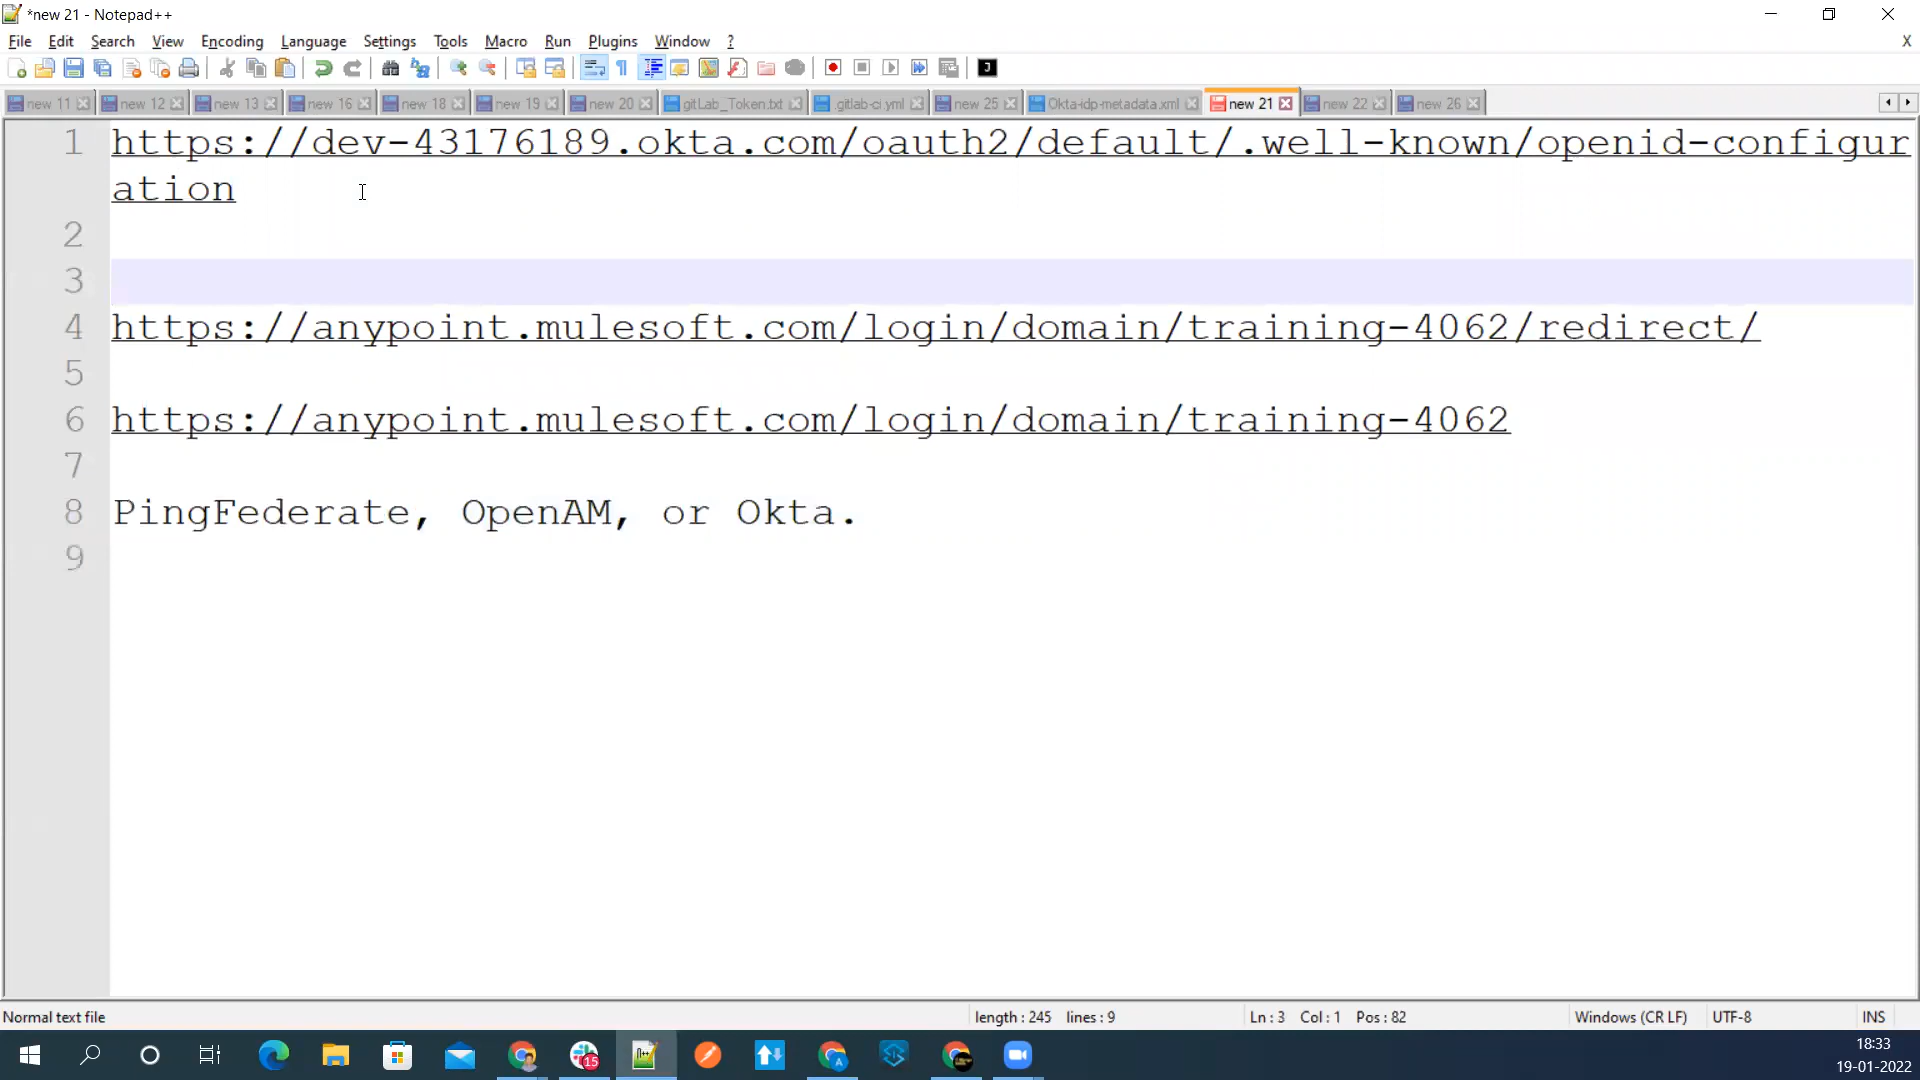 *new 21 - Notepad++
File Edit Search View Encoding Language Settings Tools Macro Run Plugins Window ?
X
new 11 new 12 new 13 new 16 new 18 new 19 new 20 gitLab_Token.txt gitlab-ci.yml new 25 Okta-idp-metadata.xml new 21 new 22 new 26
1 https://dev-43176189.okta.com/oauth2/default/.well-known/openid-configur
ation
2
3
4 https://anypoint.mulesoft.com/login/domain/training-4062/redirect/
5
6 https://anypoint.mulesoft.com/login/domain/training-4062
7
8 PingFederate, OpenAM, or Okta.
9
Normal text file length : 245 lines : 9 Ln : 3 Col : 1 Pos : 82 Windows (CR LF) UTF-8 INS
15
18:33
19-01-2022